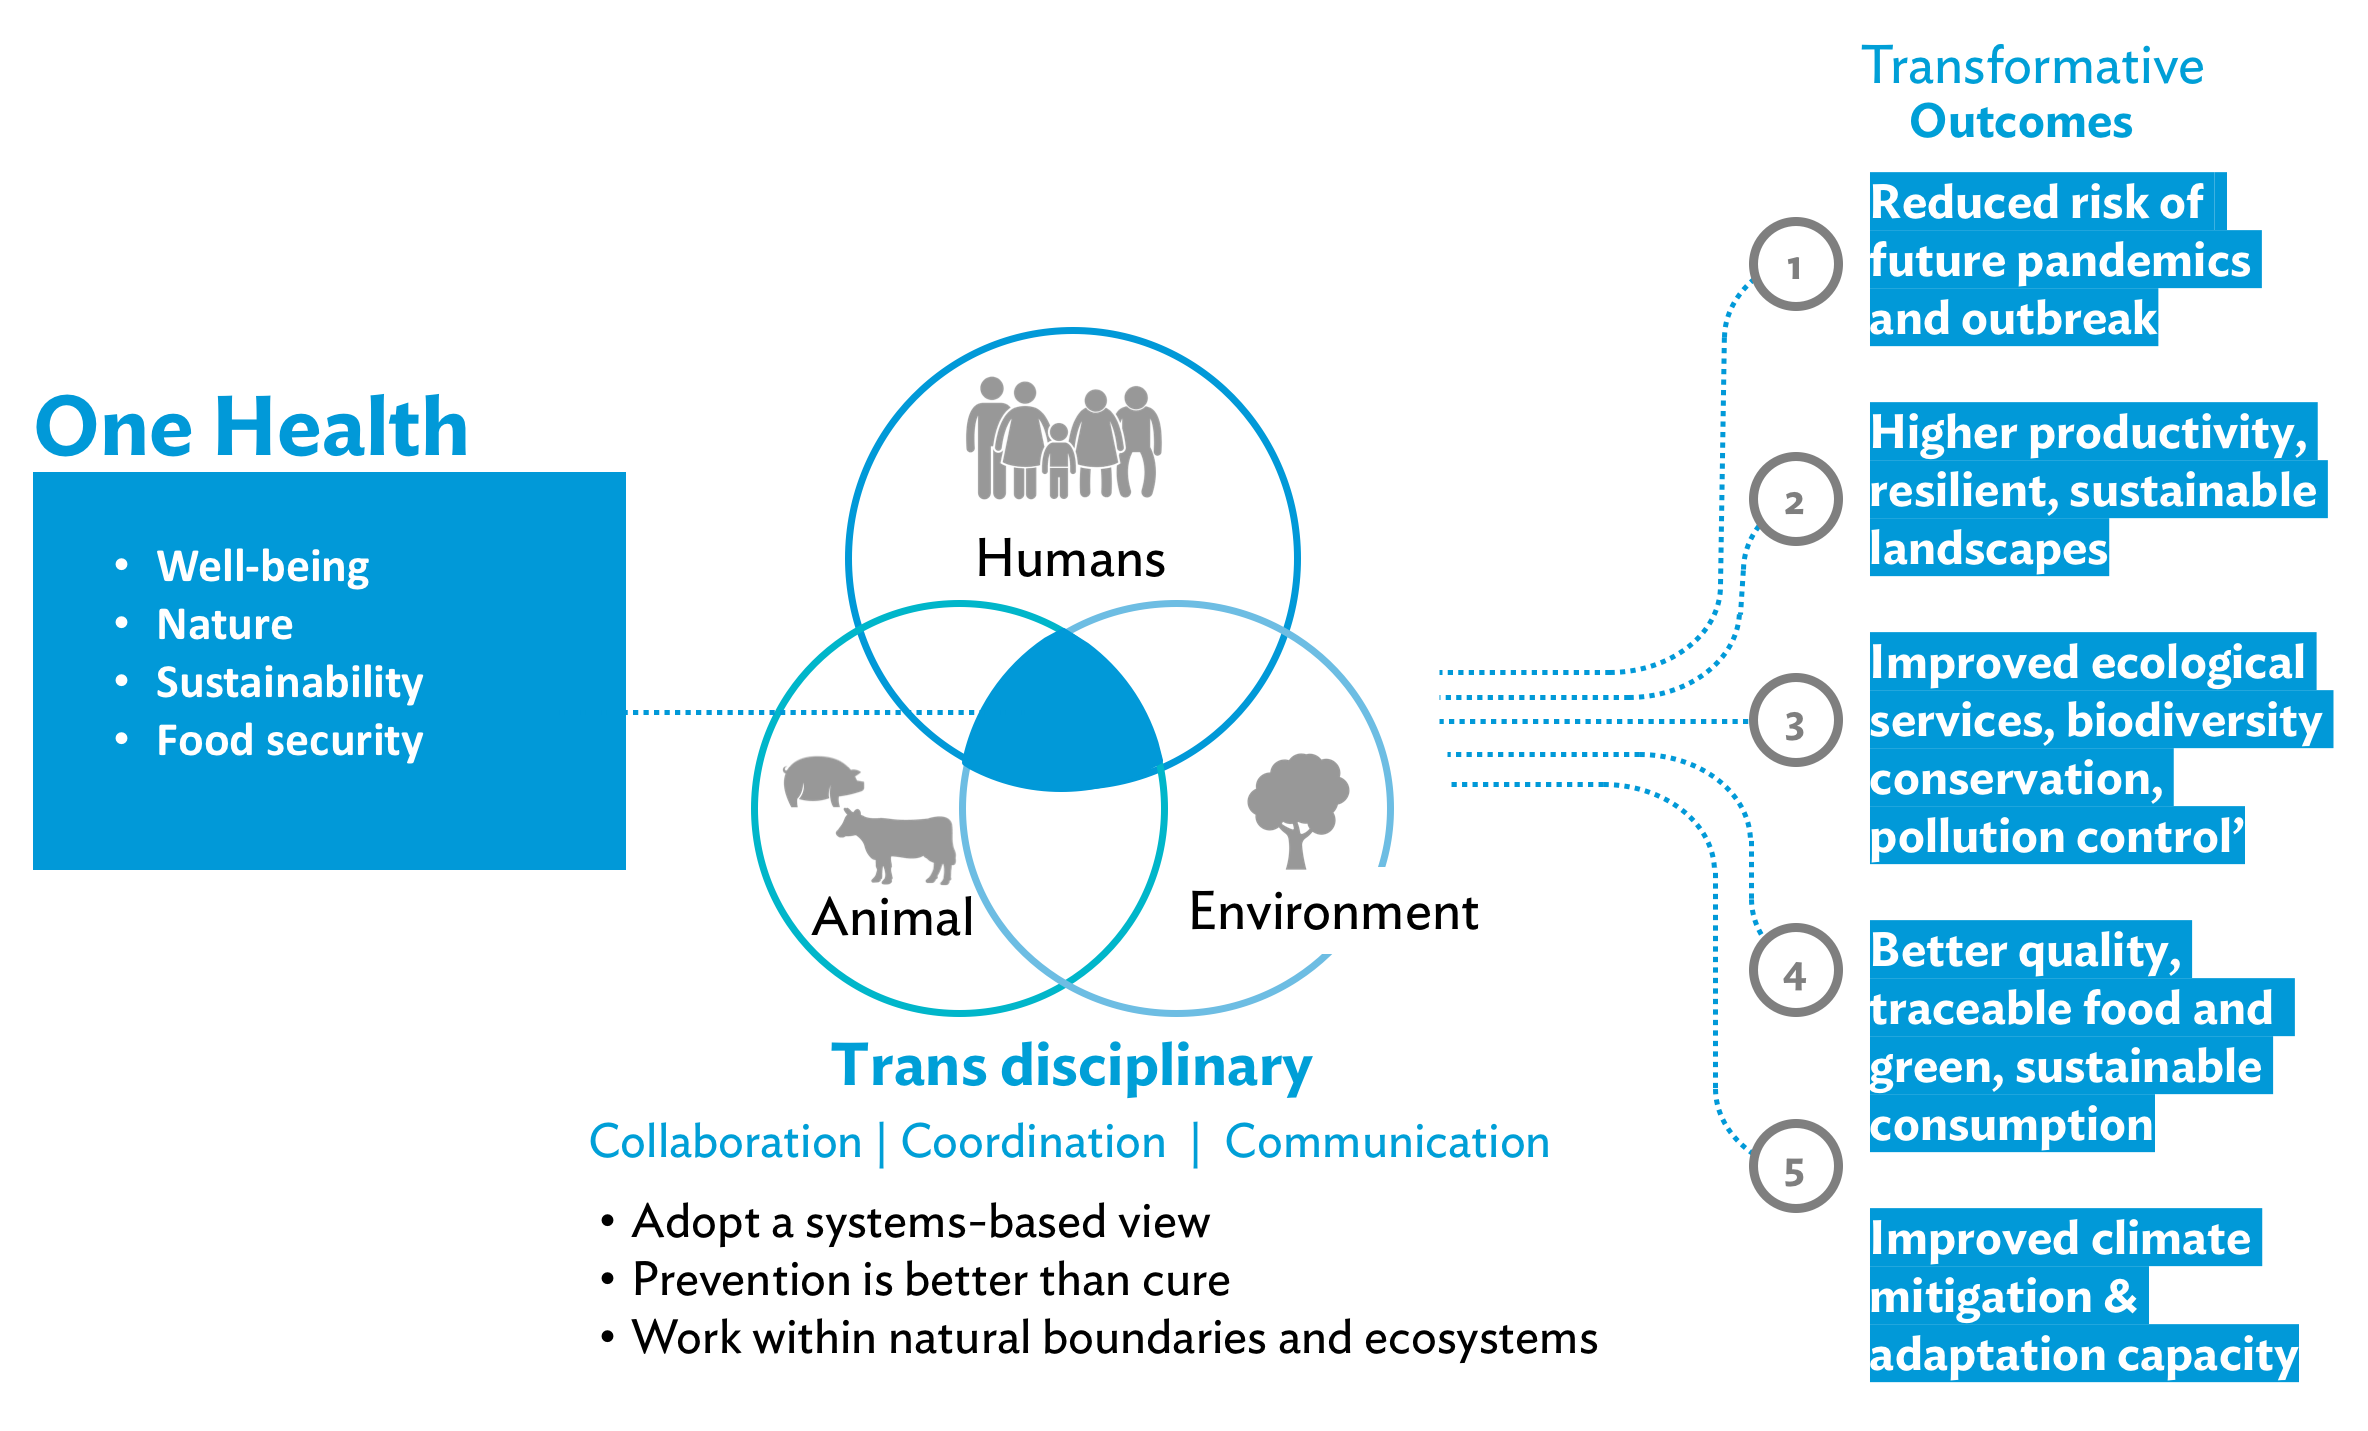 One Health
• Well-being
• Nature
• Sustainability
• Food security
Humans
Animal
Environment
Trans disciplinary
Collaboration | Coordination | Communication
• Adopt a systems-based view
• Prevention is better than cure
• Work within natural boundaries and ecosystems
Transformative
Outcomes
1
Reduced risk of
future pandemics
and outbreak
2
Higher productivity,
resilient, sustainable
landscapes
3
Improved ecological
services, biodiversity
conservation,
pollution control’
4
Better quality,
traceable food and
green, sustainable
consumption
5
Improved climate
mitigation &
adaptation capacity